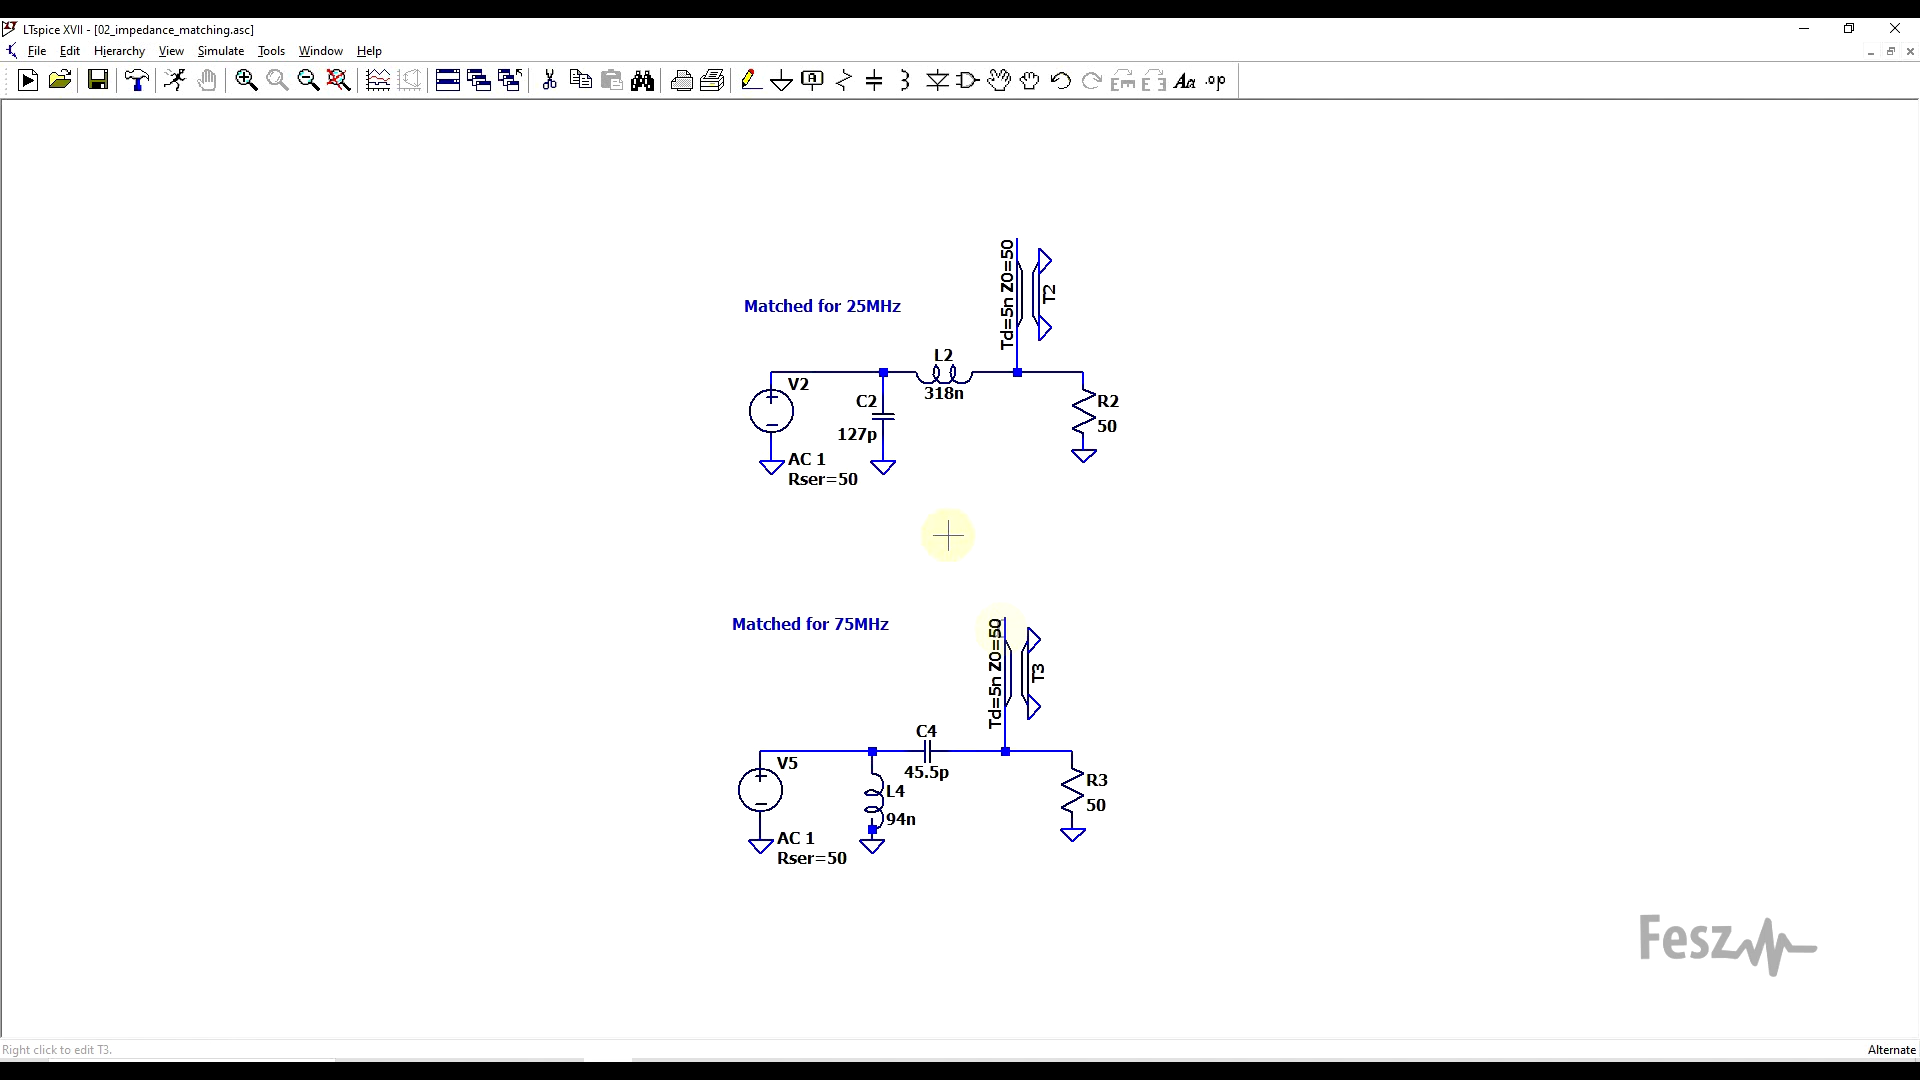 LTspice XVII - [02_impedance_matching.asc]
File Edit Hierarchy View Simulate Tools Window Help
Aa .op
Td=5n Z0=50
T2
Matched for 25MHz
L2
318n
V2
C2
127p
R2
50
AC 1
Rser=50
Matched for 75MHz
Td=5n Z0=50
T3
C4
45.5p
V5
L4
94n
R3
50
AC 1
Rser=50
Fesz
Right click to edit T3.
Alternate